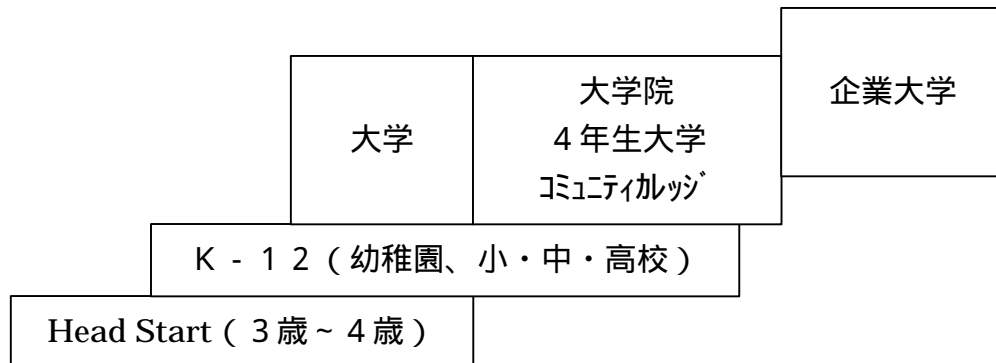 企業大学
大学
大学院
４年生大学
ｺﾐｭﾆﾃｨｶﾚｯｼﾞ
Ｋ-１２（幼稚園、小・中・高校）
Head Start（３歳~４歳）